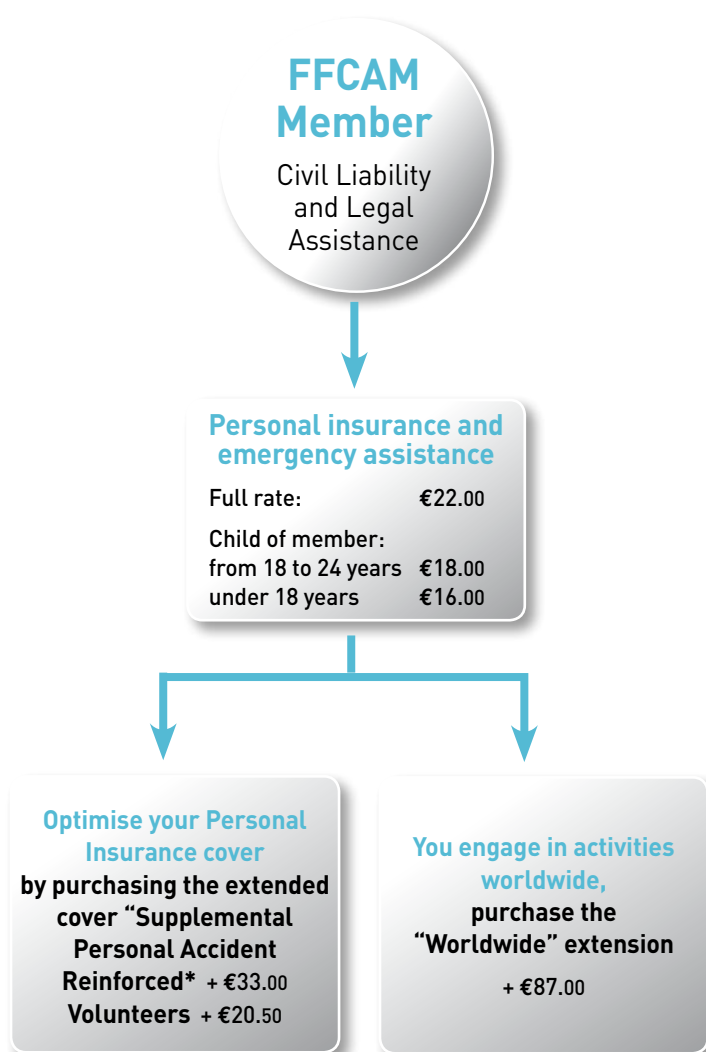 FFCAM
Member
Civil Liability
and Legal
Assistance
Personal insurance and
emergency assistance
Full rate: €22.00
Child of member:
from 18 to 24 years €18.00
under 18 years €16.00
Optimise your Personal
Insurance cover
by purchasing the extended
cover “Supplemental
Personal Accident
Reinforced* + €33.00
Volunteers + €20.50
You engage in activities
worldwide,
purchase the
“Worldwide” extension
+ €87.00